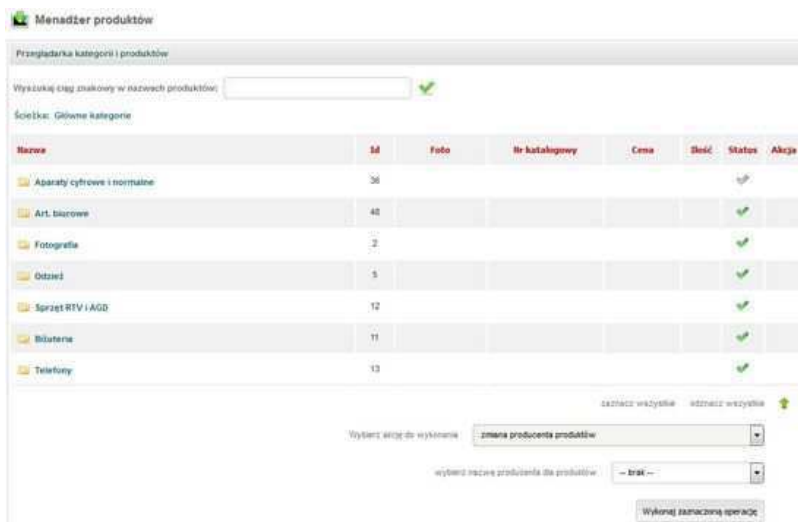 Menadżer produktów
Przeglądarka kategorii i produktów
Wyszukaj ciąg znakowy w nazwach produktów:
Ścieżka: Główne kategorie
Nazwa Id Foto Nr katalogowy Cena Ilość Status Akcja
Aparaty cyfrowe i normalne 36
Art. biurowe 48
Fotografia 2
Odzież 5
Sprzęt RTV i AGD 12
Biżuteria 11
Telefony 13
zaznacz wszystkie odznacz wszystkie
Wybierz akcję do wykonania zmiana producenta produktów
wybierz nazwę producenta dla produktów -- brak --
Wykonaj zaznaczoną operację